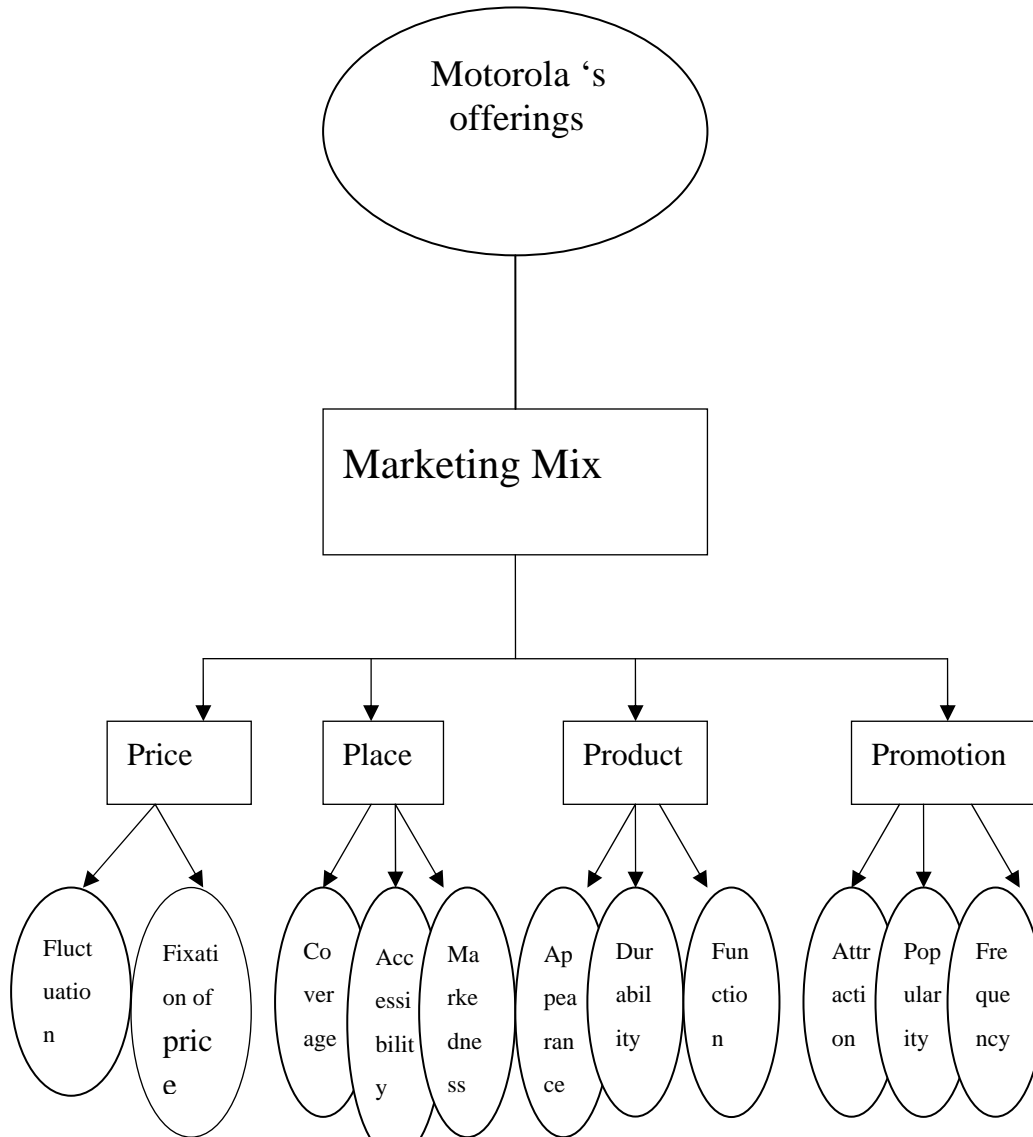 Motorola ‘s
offerings
Marketing Mix
Price
Place
Product
Promotion
Fluct
uatio
n
Fixati
on of
pric
e
Co
ver
age
Acc
essi
bilit
y
Ma
rke
dne
ss
Ap
pea
ran
ce
Dur
abil
ity
Fun
ctio
n
Attr
acti
on
Pop
ular
ity
Fre
que
ncy